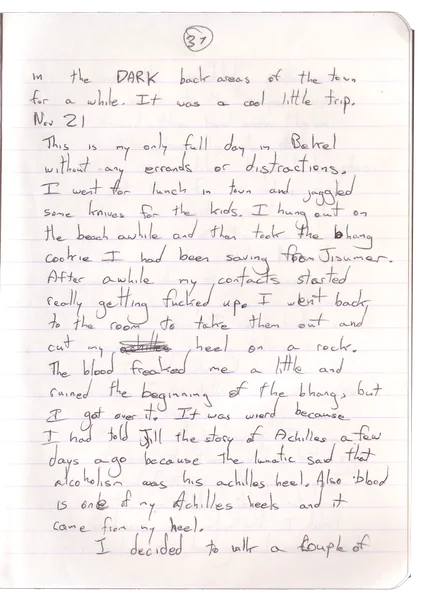 37
in the DARK back areas of the town
for a while. It was a cool little trip.
Nov 21
This is my only full day in Bekel
without any errands or distractions.
I went for lunch in town and juggled
some knives for the kids. I hung out on
the beach awhile and then took the bhang
cookie I had been saving from Jisumer.
After awhile my contacts started
really getting fucked up. I went back
to the room to take them out and
cut my heel on a rock.
The blood freaked me a little and
ruined the beginning of the bhang, but
I got over it. It was wierd because
I had told Jill the story of Achilles a few
days ago because the lunatic said that
alcoholism was his achilles heel. Also blood
is one of my Achilles heels and it
came from my heel.
I decided to walk a couple of